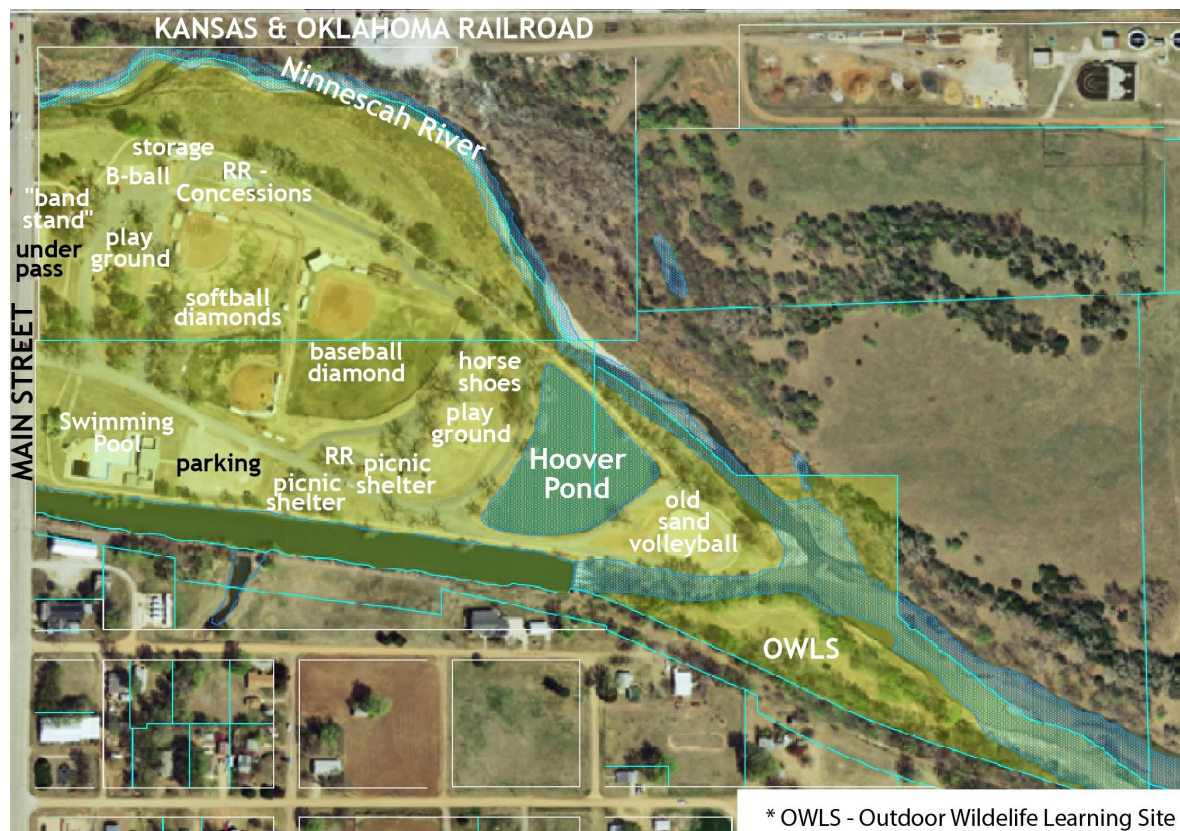 KANSAS & OKLAHOMA RAILROAD
Ninnescah River
storage
B-ball
RR -
Concessions
"band
stand"
under
pass
play
ground
softball
diamonds
MAIN STREET
baseball
diamond
horse
shoes
play
ground
Swimming
Pool
parking
RR
picnic
shelter
picnic
shelter
Hoover
Pond
old
sand
volleyball
OWLS
* OWLS - Outdoor Wildelife Learning Site